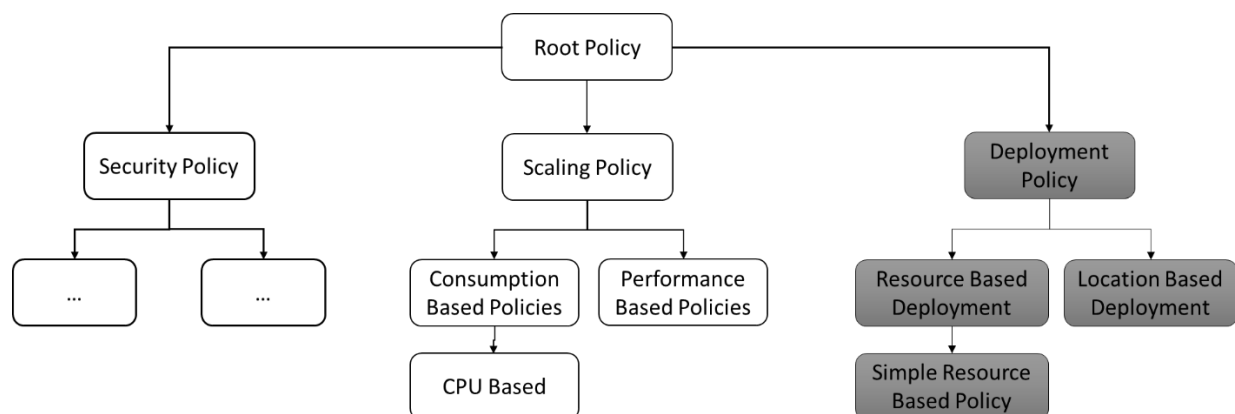 Root Policy
Security Policy
Scaling Policy
Deployment
Policy
...
...
Consumption
Based Policies
Performance
Based Policies
Resource Based
Deployment
Location Based
Deployment
CPU Based
Simple Resource
Based Policy